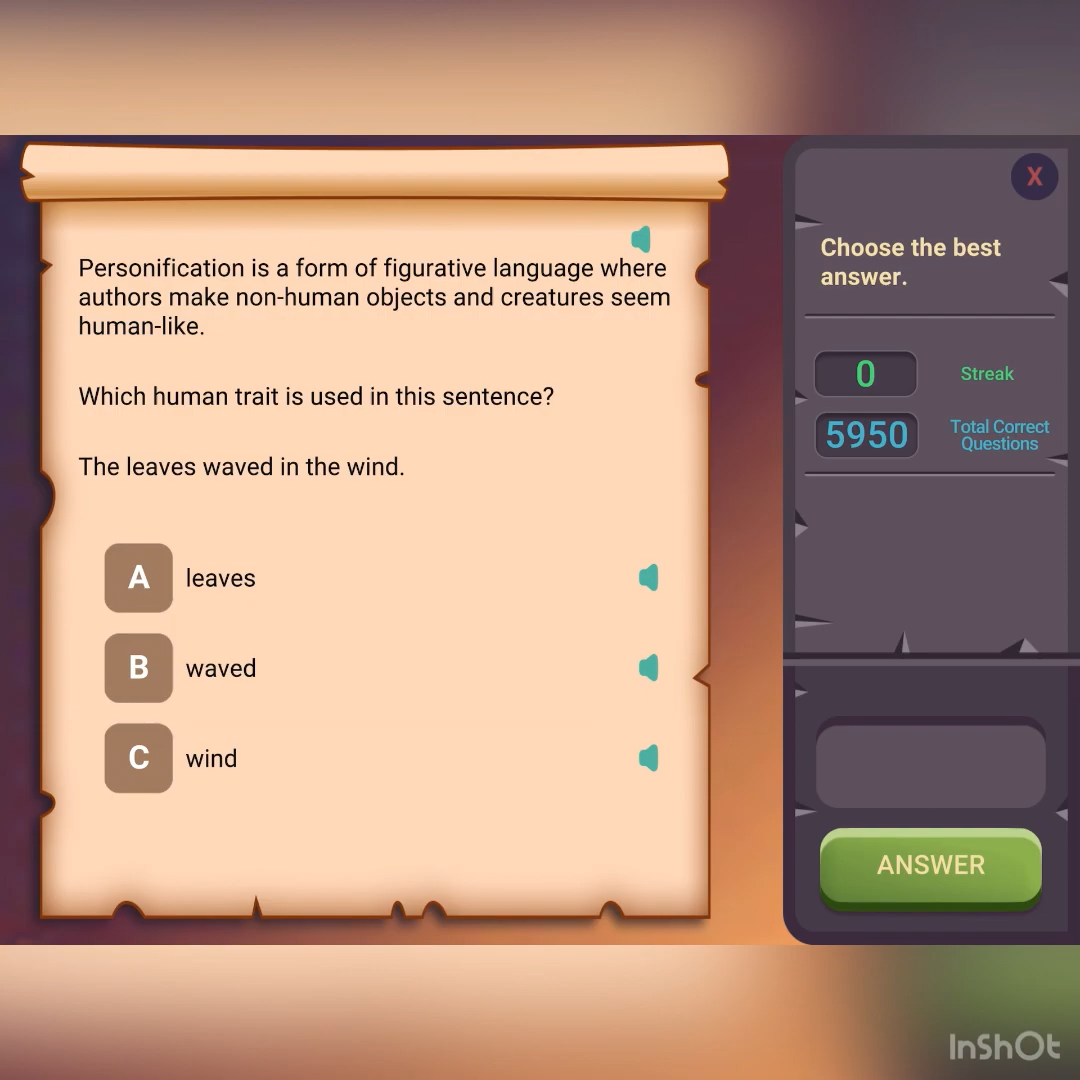 Personification is a form of figurative language where
authors make non-human objects and creatures seem
human-like.
Which human trait is used in this sentence?
The leaves waved in the wind.
A leaves
B waved
C wind
X
Choose the best
answer.
0 Streak
5950 Total Correct
Questions
ANSWER
InShOt